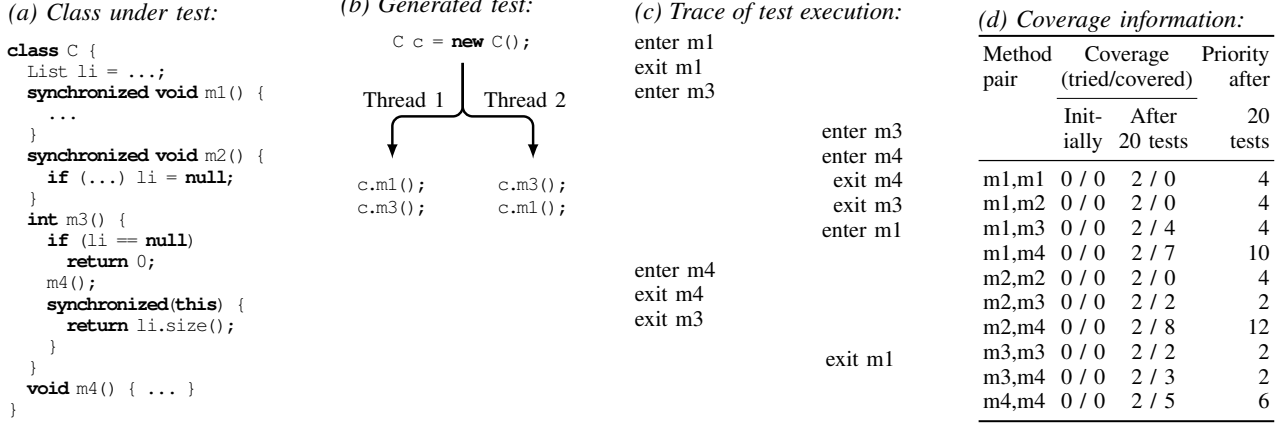 (a) Class under test:
class C {
  List li = ...;
  synchronized void m1() {
    ...
  }
  synchronized void m2() {
    if (...) li = null;
  }
  int m3() {
    if (li == null)
      return 0;
    m4();
    synchronized(this) {
      return li.size();
    }
  }
  void m4() { ... }
}
(b) Generated test:
C c = new C();
Thread 1 Thread 2
c.m1(); c.m3();
c.m3(); c.m1();
(c) Trace of test execution:
enter m1
exit m1
enter m3
enter m3
enter m4
exit m4
exit m3
enter m1
enter m4
exit m4
exit m3
exit m1
(d) Coverage information:
Method Coverage Priority
pair (tried/covered) after
Init- After 20
ially 20 tests tests
m1,m1 0 / 0 2 / 0 4
m1,m2 0 / 0 2 / 0 4
m1,m3 0 / 0 2 / 4 4
m1,m4 0 / 0 2 / 7 10
m2,m2 0 / 0 2 / 0 4
m2,m3 0 / 0 2 / 2 2
m2,m4 0 / 0 2 / 8 12
m3,m3 0 / 0 2 / 2 2
m3,m4 0 / 0 2 / 3 2
m4,m4 0 / 0 2 / 5 6